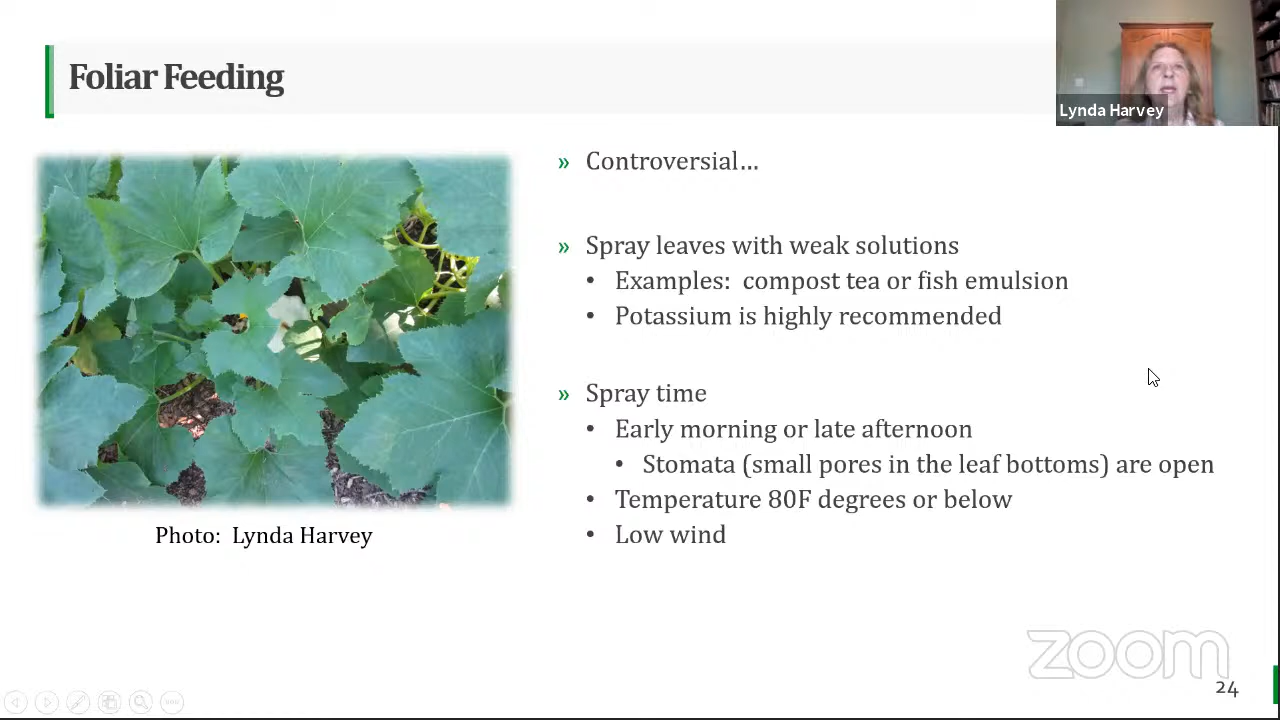 Foliar Feeding
Lynda Harvey
» Controversial...
» Spray leaves with weak solutions
• Examples:  compost tea or fish emulsion
• Potassium is highly recommended
» Spray time
• Early morning or late afternoon
• Stomata (small pores in the leaf bottoms) are open
• Temperature 80F degrees or below
• Low wind
Photo:  Lynda Harvey
zoom
24